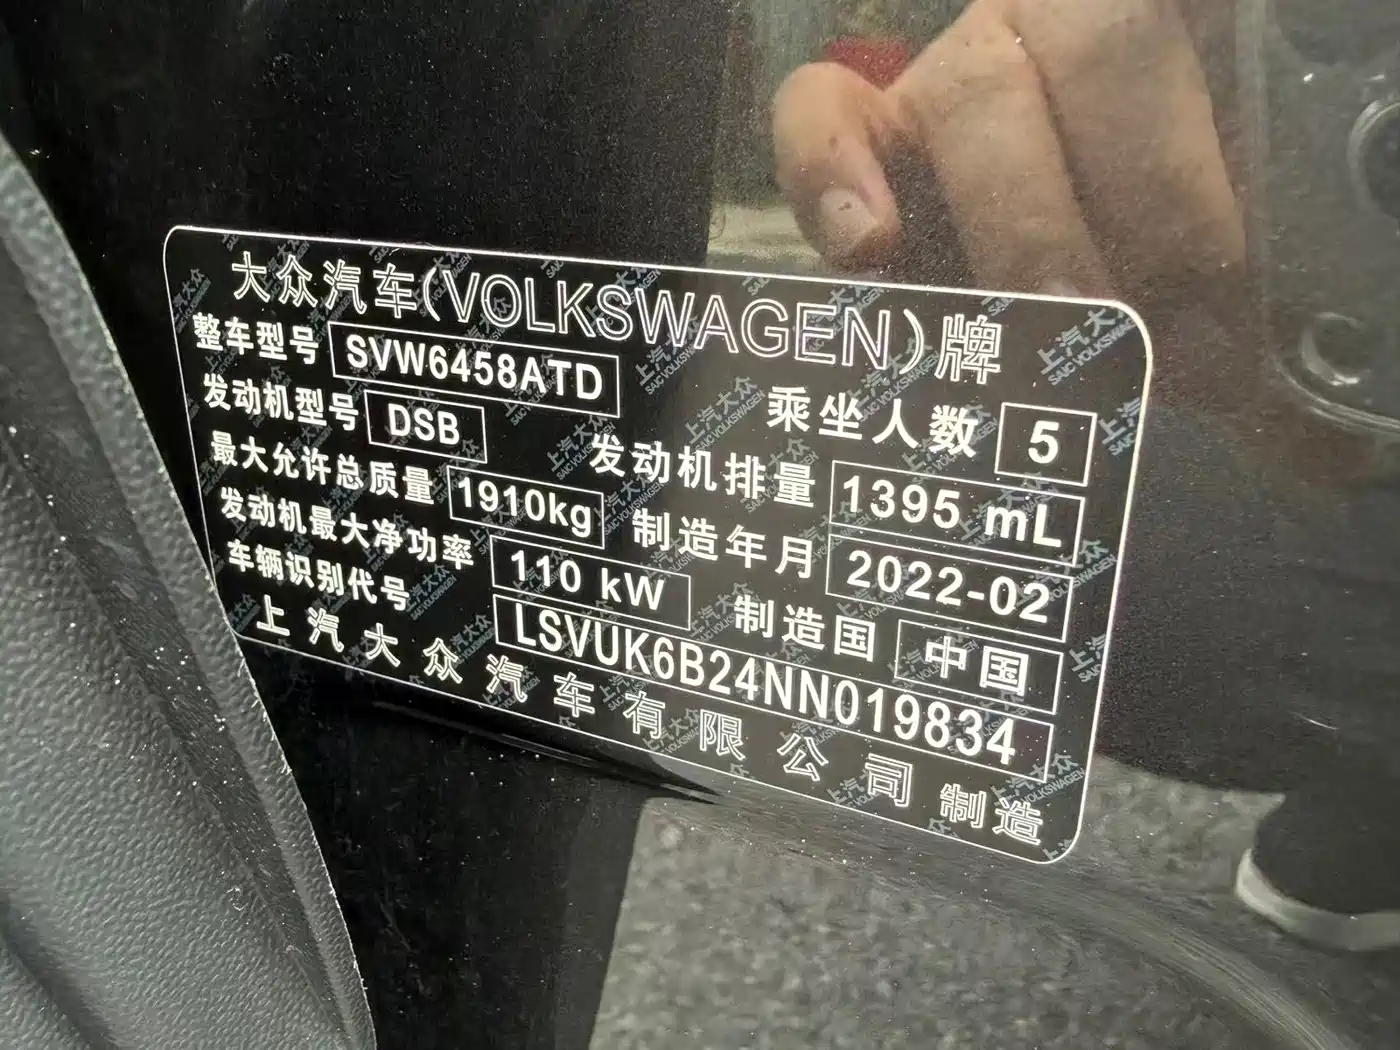 大众汽车(VOLKSWAGEN)牌
整车型号 SVW6458ATD 乘坐人数 5
发动机型号 DSB 发动机排量 1395 mL
最大允许总质量 1910kg 制造年月 2022-02
发动机最大净功率 110 kW 制造国 中国
车辆识别代号 LSVUK6B24NN019834
上汽大众汽车有限公司制造